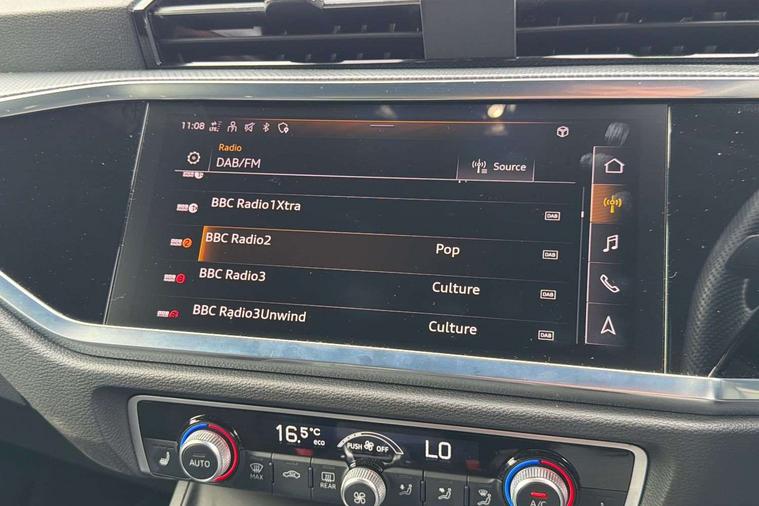 11:08 LTE
Radio
DAB/FM
Source
BBC Radio1Xtra
DAB
BBC Radio2 Pop
DAB
BBC Radio3 Culture
DAB
BBC Radio3Unwind Culture
DAB
16.5°C
eco
PUSH OFF
LO
AUTO
MAX
REAR
A/C